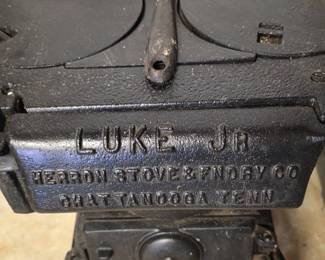 LUKE JR
HERRON STOVE & FNDRY CO
CHATTANOOGA TENN